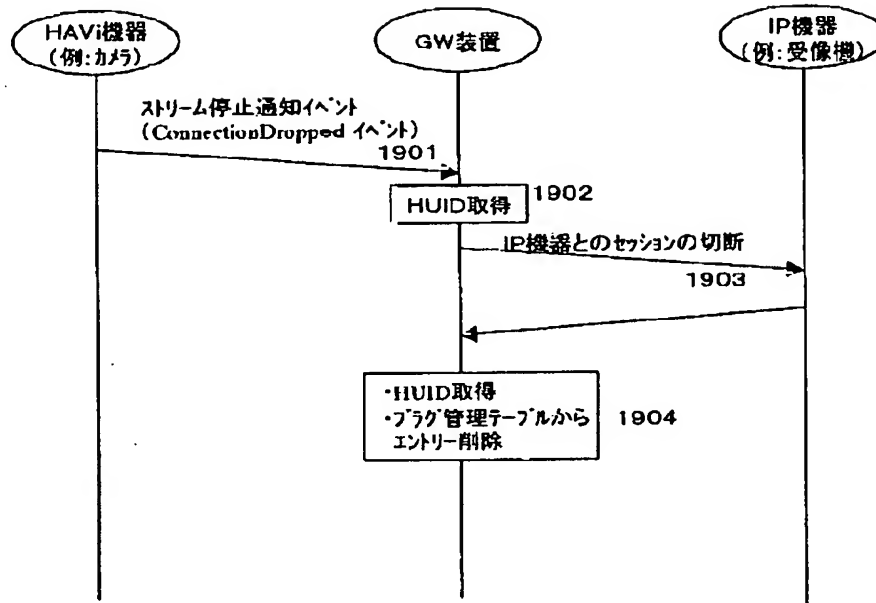 HAVi機器
(例:カメラ)
GW装置
IP機器
(例:受像機)
ストリーム停止通知イベント
(ConnectionDropped イベント)
1901
HUID取得
1902
IP機器とのセッションの切断
1903
・HUID取得
・プラグ管理テーブルから
エントリー削除
1904